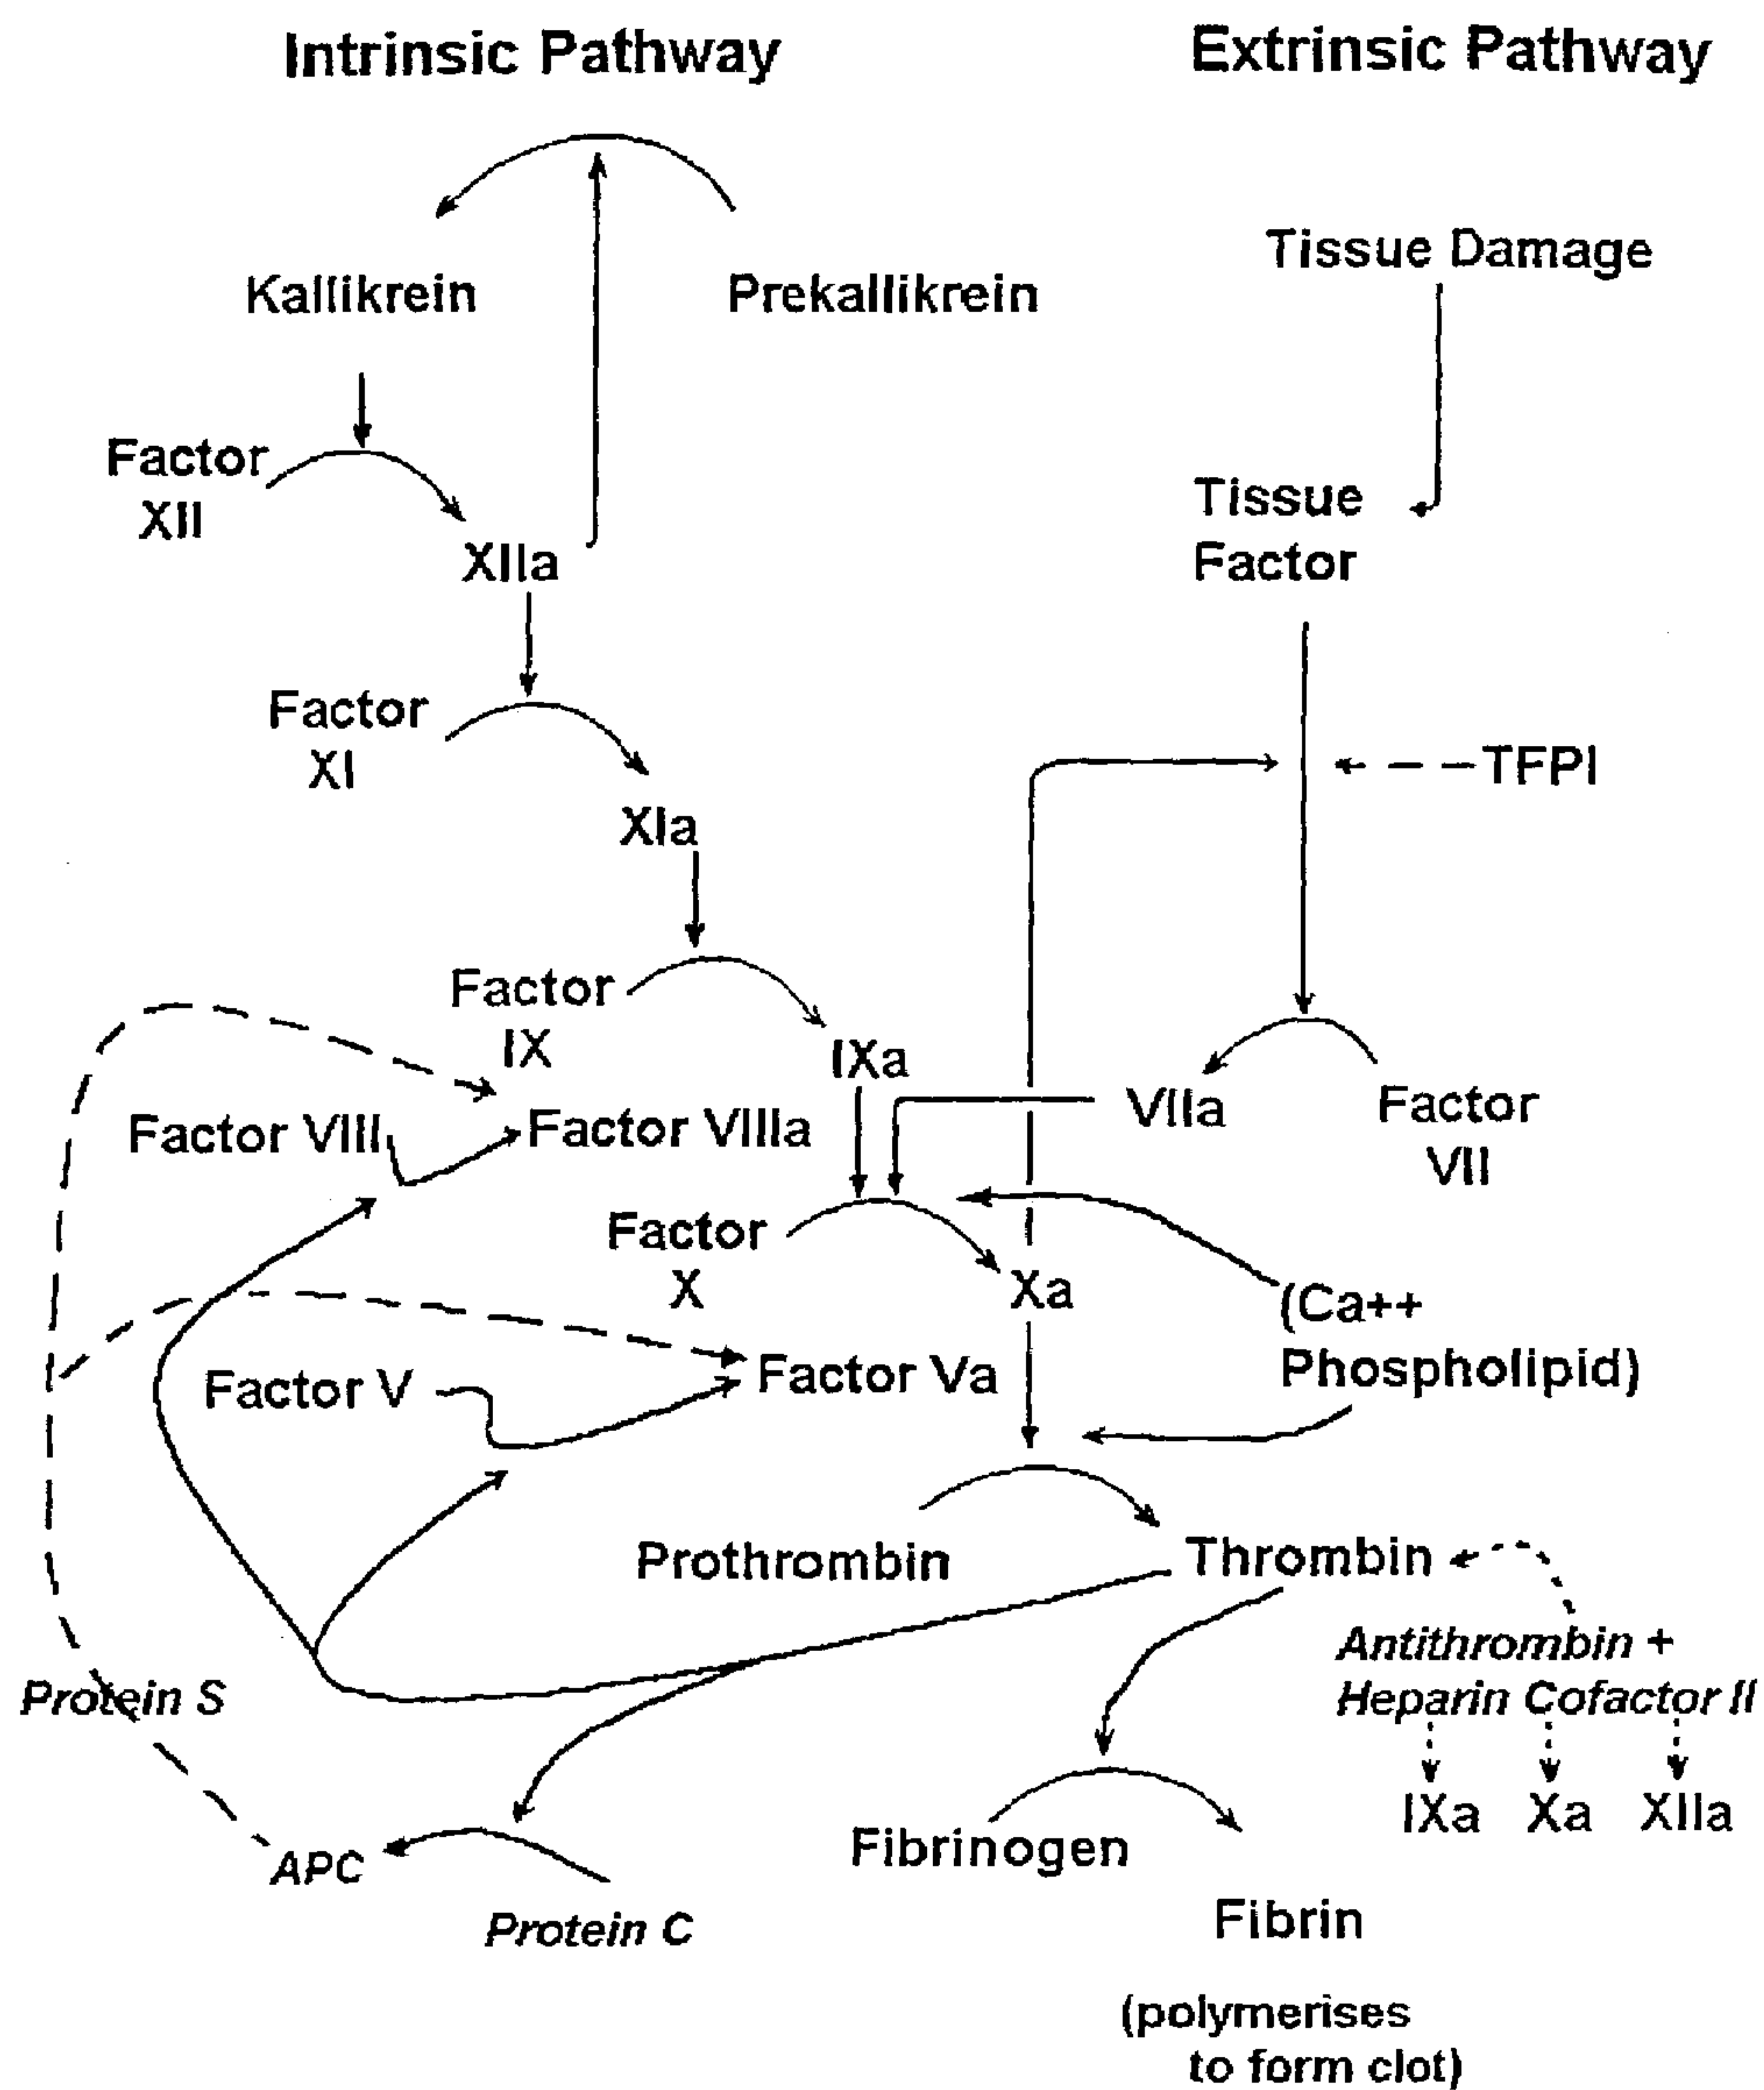 Intrinsic Pathway
Extrinsic Pathway
Tissue Damage
Kallikrein
Prekallikrein
Factor
XII
Tissue
Factor
XIIa
Factor
XI
TFPI
XIa
Factor
IX
IXa
VIIa
Factor
VII
Factor VIII
Factor VIIIa
Factor
X
Xa
(Ca++
Phospholipid)
Factor V
Factor Va
Prothrombin
Thrombin
Antithrombin +
Heparin Cofactor II
Protein S
IXa
Xa
XIIa
APC
Fibrinogen
Protein C
Fibrin
(polymerises
to form clot)